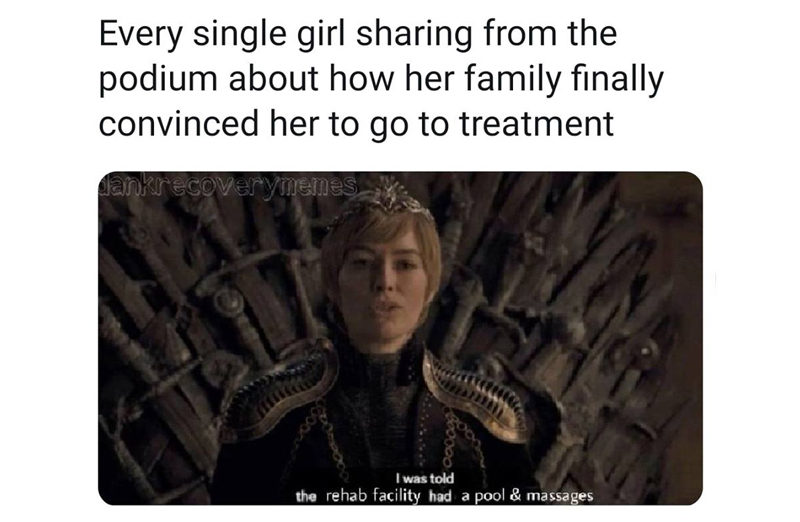 Every single girl sharing from the
podium about how her family finally
convinced her to go to treatment
dankrecoverymemes
I was told
the rehab facility had a pool & massages